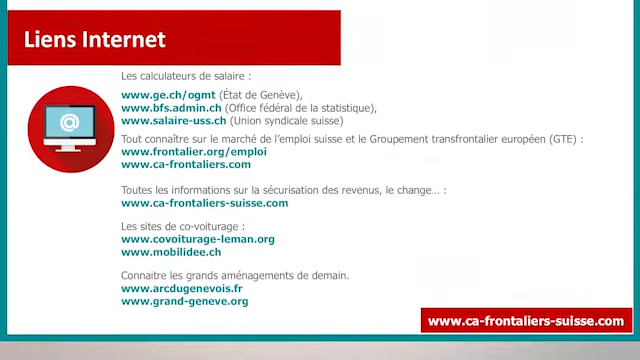 Liens Internet
Les calculateurs de salaire :
www.ge.ch/ogmt (État de Genève),
www.bfs.admin.ch (Office fédéral de la statistique),
www.salaire-uss.ch (Union syndicale suisse)
Tout connaître sur le marché de l'emploi suisse et le Groupement transfrontalier européen (GTE) :
www.frontalier.org/emploi
www.ca-frontaliers.com
Toutes les informations sur la sécurisation des revenus, le change… :
www.ca-frontaliers-suisse.com
Les sites de co-voiturage :
www.covoiturage-leman.org
www.mobilidee.ch
Connaitre les grands aménagements de demain.
www.arcdugenevois.fr
www.grand-geneve.org
www.ca-frontaliers-suisse.com
@